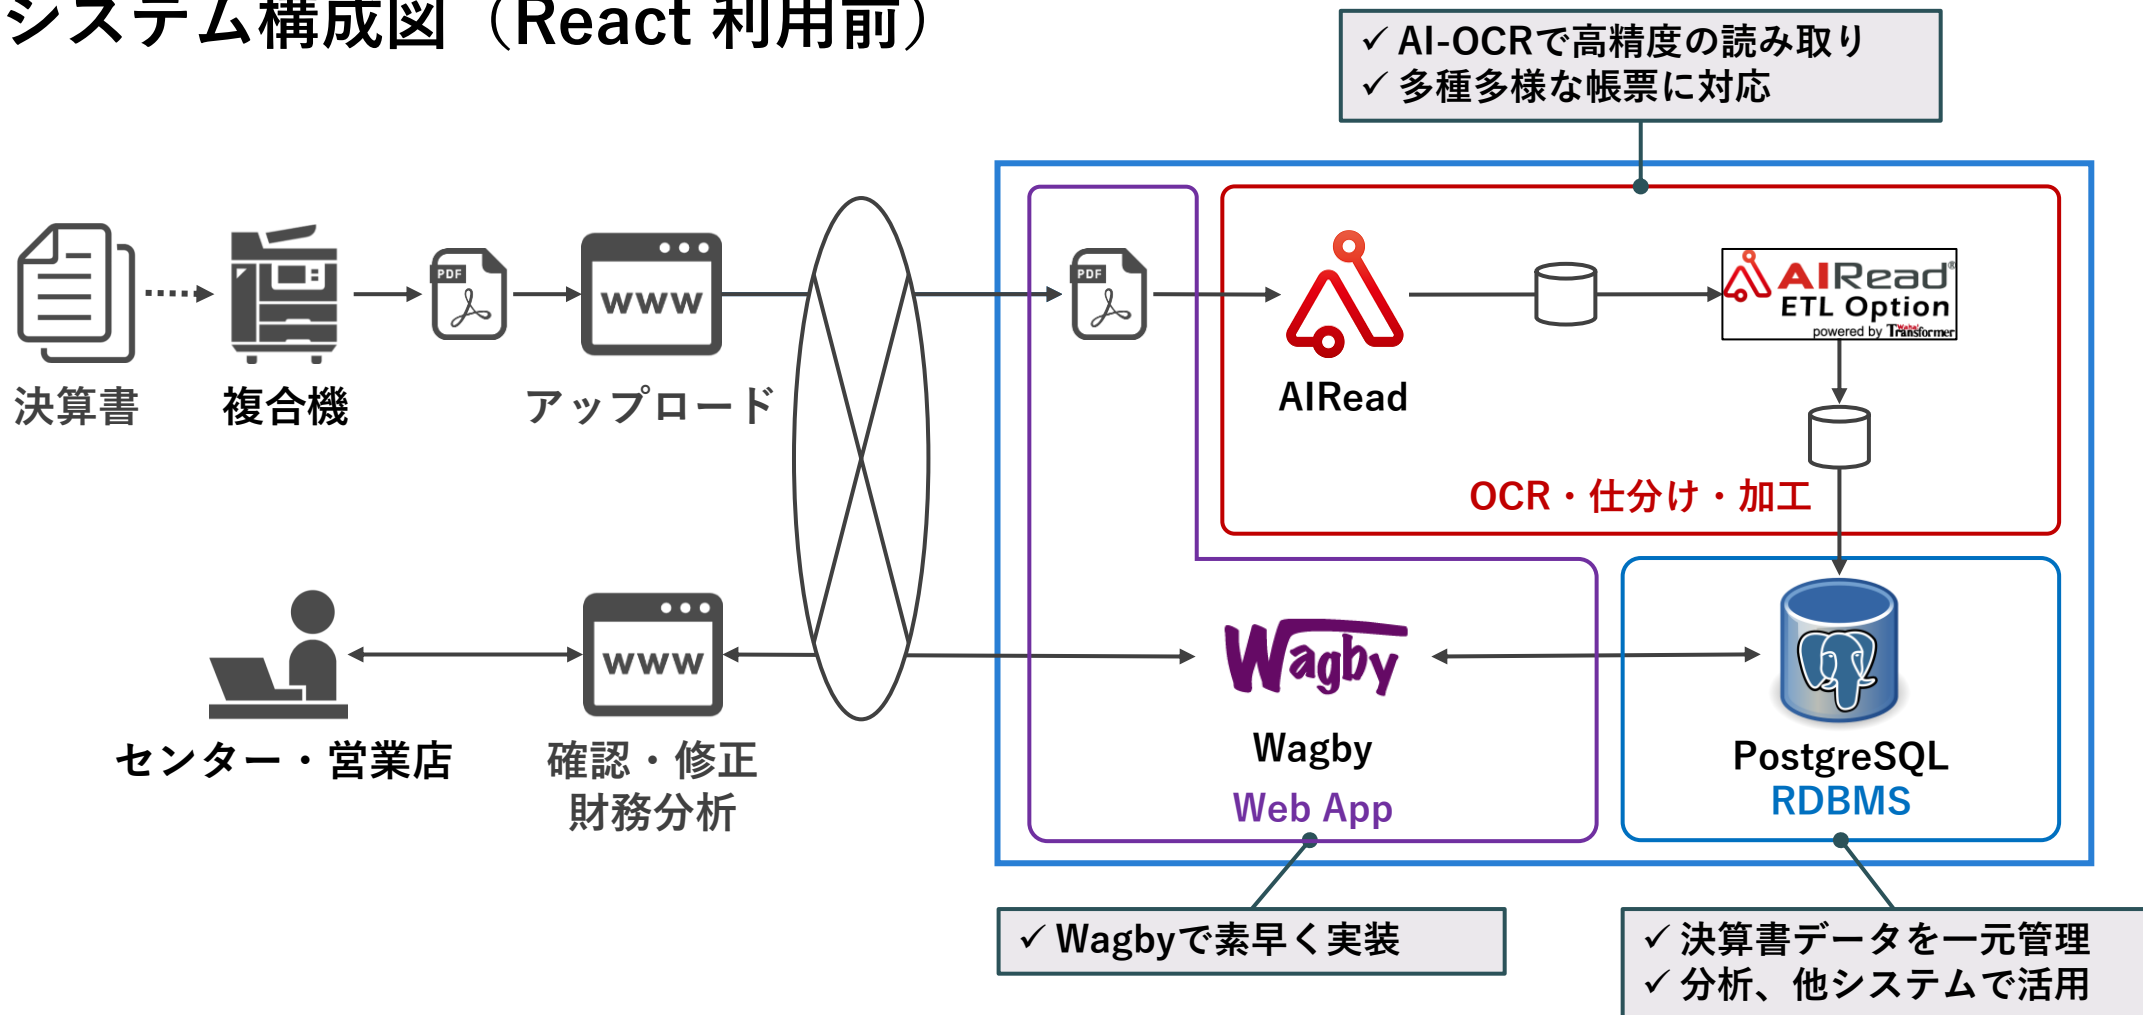 システム構成図（React 利用前）
✓ AI-OCRで高精度の読み取り
✓ 多種多様な帳票に対応
PDF
WWW
PDF
AIRead®
ETL Option
powered by Wahaha! Transformer
決算書
複合機
アップロード
AIRead
OCR・仕分け・加工
WWW
Wagby
センター・営業店
確認・修正
財務分析
Wagby
Web App
PostgreSQL
RDBMS
✓ Wagbyで素早く実装
✓ 決算書データを一元管理
✓ 分析、他システムで活用